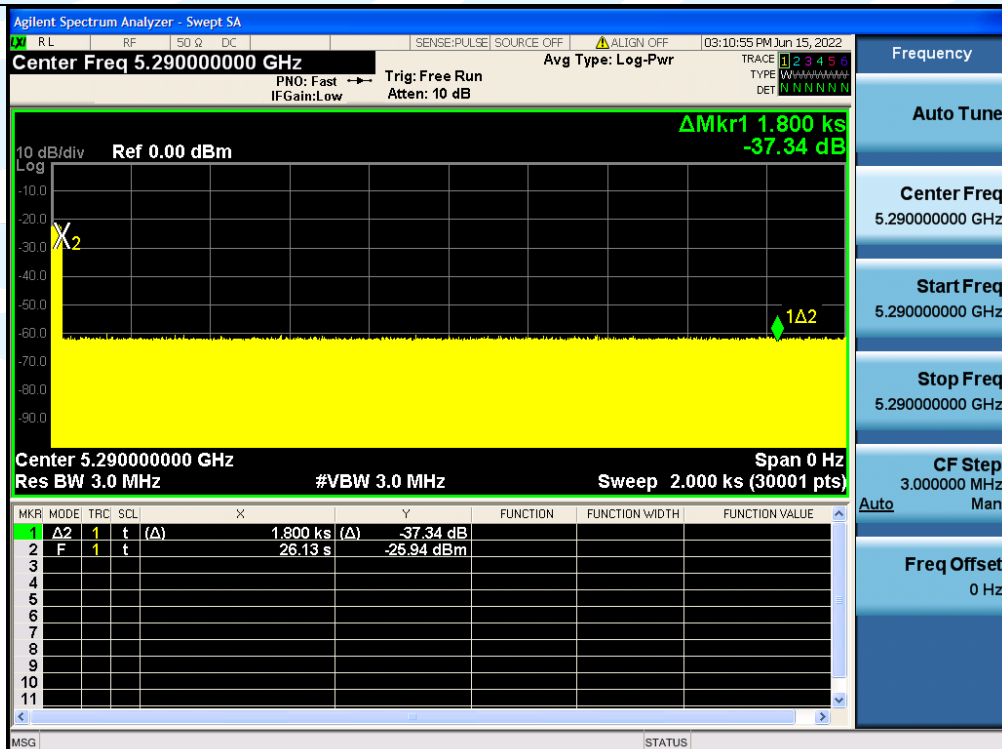 Agilent Spectrum Analyzer - Swept SA
LXI RL RF 50 Ω DC SENSE:PULSE SOURCE OFF ALIGN OFF 03:10:55 PM Jun 15, 2022
Center Freq 5.290000000 GHz
PNO: Fast
IFGain:Low
Trig: Free Run
Atten: 10 dB
Avg Type: Log-Pwr
TRACE 1 2 3 4 5 6
TYPE W
DET N N N N N N
ΔMkr1 1.800 ks
-37.34 dB
10 dB/div Ref 0.00 dBm
Log
-10.0
-20.0
-30.0
-40.0
-50.0
-60.0
-70.0
-80.0
-90.0
X2
1Δ2
Center 5.290000000 GHz Span 0 Hz
Res BW 3.0 MHz #VBW 3.0 MHz Sweep 2.000 ks (30001 pts)
MKR MODE TRC SCL X Y FUNCTION FUNCTION WIDTH FUNCTION VALUE
1 Δ2 1 t (Δ) 1.800 ks (Δ) -37.34 dB
2 F 1 t 26.13 s -25.94 dBm
3
4
5
6
7
8
9
10
11
MSG STATUS
Frequency
Auto Tune
Center Freq
5.290000000 GHz
Start Freq
5.290000000 GHz
Stop Freq
5.290000000 GHz
CF Step
3.000000 MHz
Auto Man
Freq Offset
0 Hz